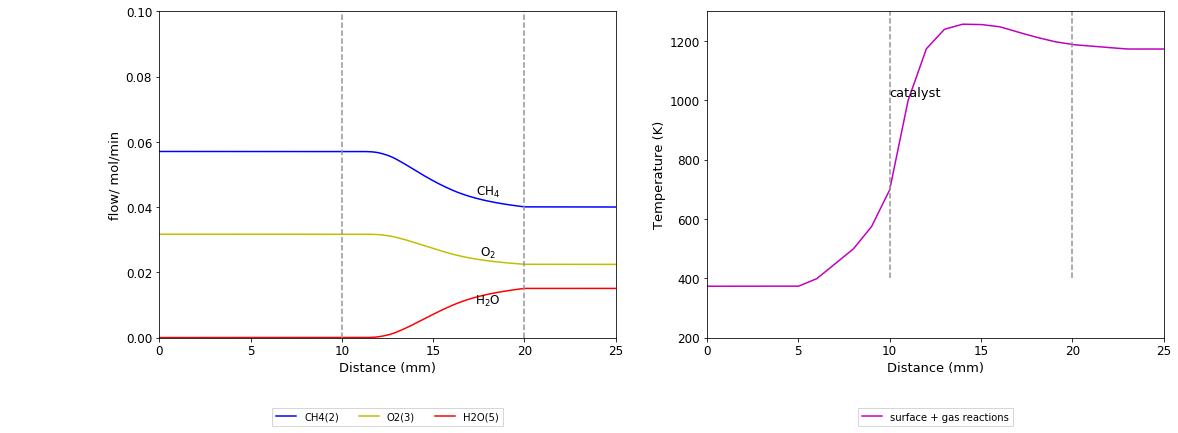 0.10
0.08
0.06
0.04
0.02
0.00
flow/ mol/min
CH4
O2
H2O
0 5 10 15 20 25
Distance (mm)
CH4(2) O2(3) H2O(5)
1200
1000
800
600
400
200
Temperature (K)
catalyst
0 5 10 15 20 25
Distance (mm)
surface + gas reactions